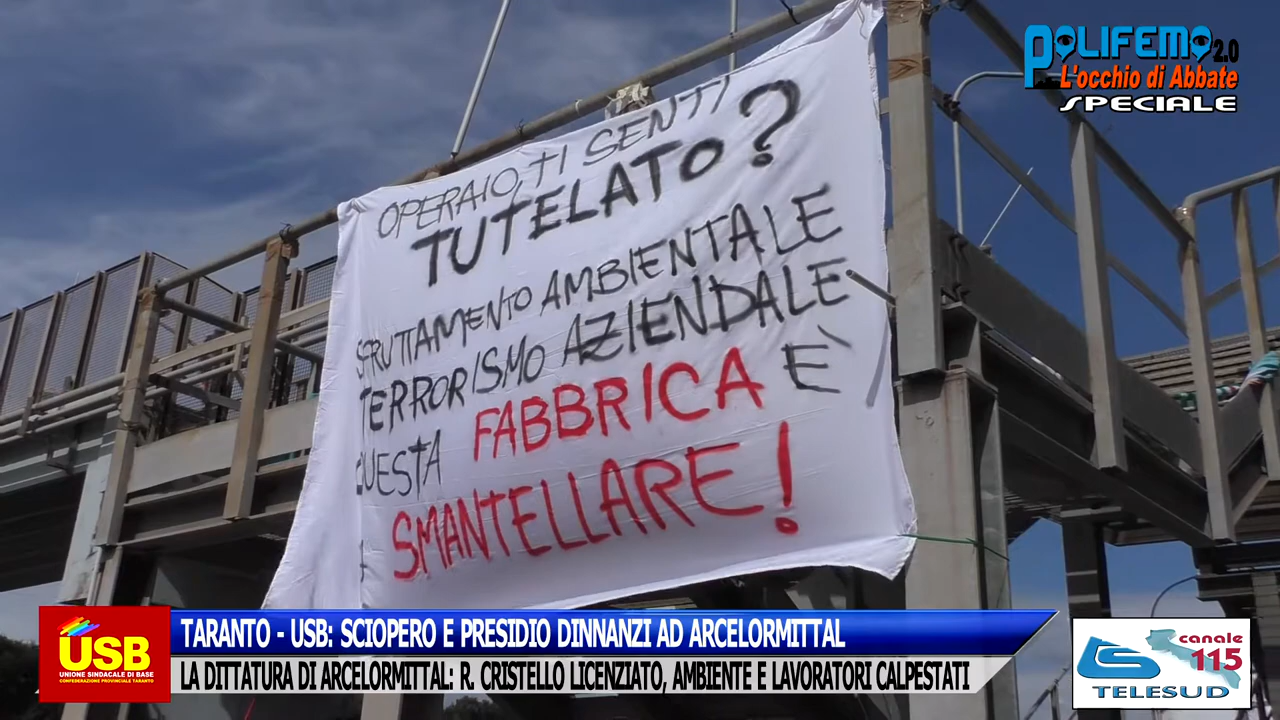 POLIFEMO 2.0
L'occhio di Abbate
SPECIALE
OPERAIO, TI SENTI
TUTELATO?
SFRUTTAMENTO AMBIENTALE
TERRORISMO AZIENDALE
QUESTA FABBRICA È
SMANTELLARE!
USB
UNIONE SINDACALE DI BASE
CONFEDERAZIONE PROVINCIALE TARANTO
TARANTO - USB: SCIOPERO E PRESIDIO DINNANZI AD ARCELORMITTAL
LA DITTATURA DI ARCELORMITTAL: R. CRISTELLO LICENZIATO, AMBIENTE E LAVORATORI CALPESTATI
canale
115
TELESUD